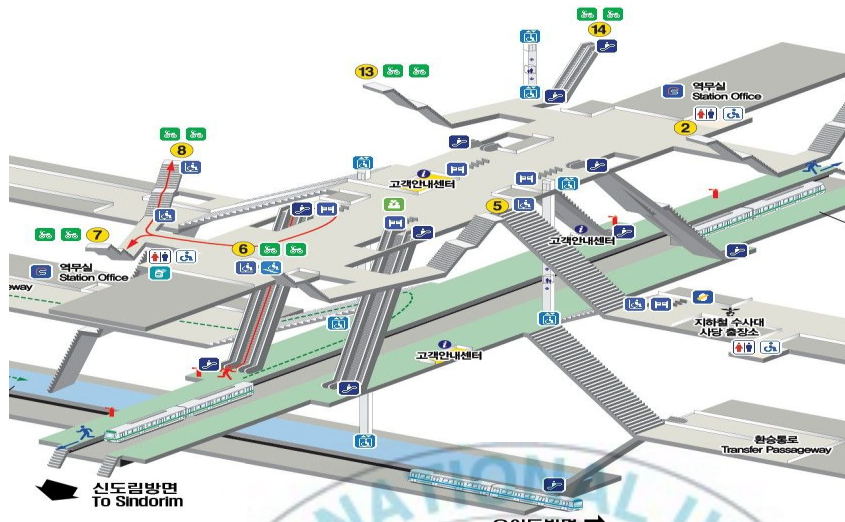 14
13
역무실
Station Office
2
8
고객안내센터
5
7
6
고객안내센터
역무실
Station Office
eway
지하철 수사대
사당 출장소
고객안내센터
환승통로
Transfer Passageway
신도림방면
To Sindorim
NATIONAL U